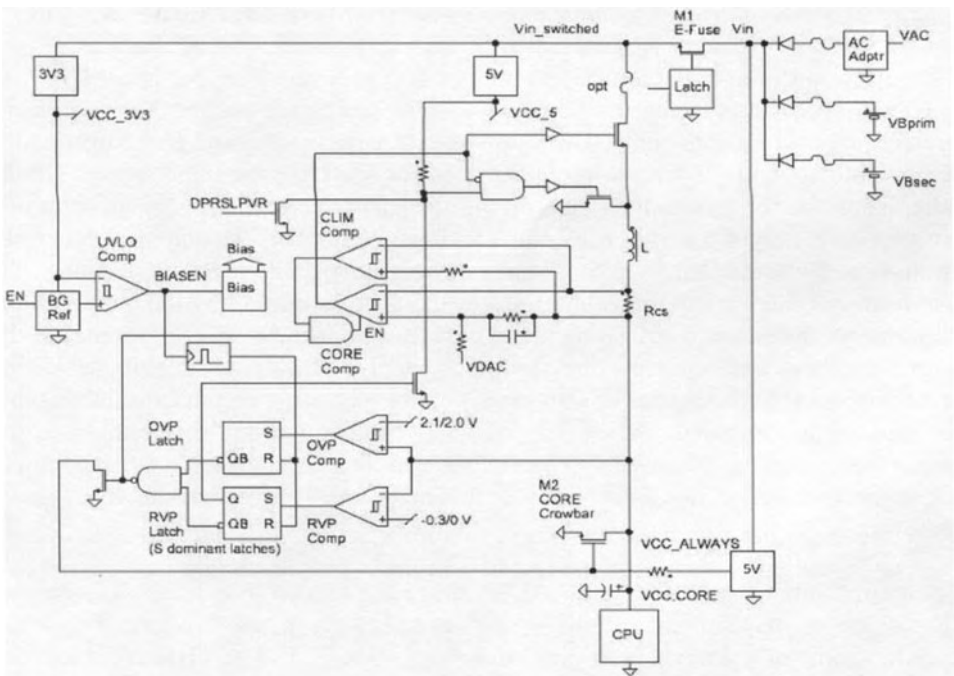 M1
E-Fuse
Vin_switched
Vin
AC
Adptr
VAC
3V3
5V
Latch
opt
VCC_3V3
VCC_5
VBprim
VBsec
DPRSLPVR
CLIM
Comp
L
UVLO
Comp
BIASEN
Bias
Bias
EN
BG
Ref
Rcs
EN
CORE
Comp
VDAC
OVP
Latch
S
QB
R
OVP
Comp
2.1/2.0 V
Q
S
QB
R
RVP
Latch
(S dominant latches)
RVP
Comp
-0.3/0 V
M2
CORE
Crowbar
VCC_ALWAYS
5V
VCC.CORE
CPU